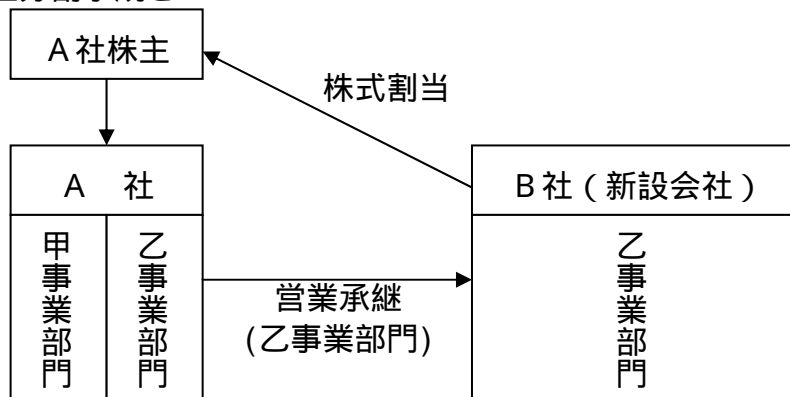 A社株主
株式割当
A 社
B社(新設会社)
甲事業部門
乙事業部門
営業承継
(乙事業部門)
乙事業部門